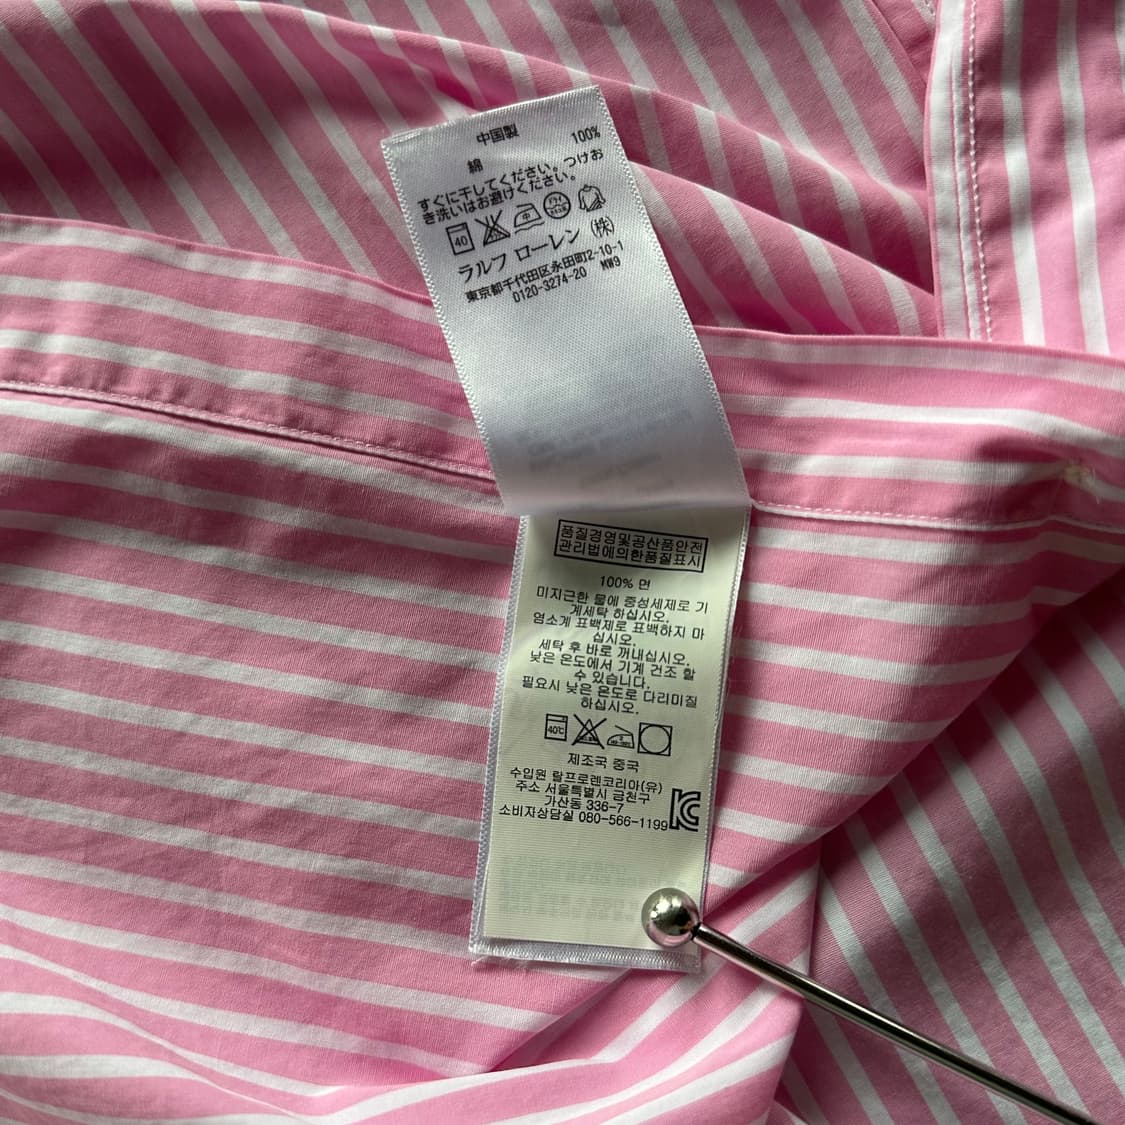 中国製
綿 100%
すぐに干してください。つけお
き洗いはお避けください。
40 中 ドライ
ラルフ ローレン (株)
東京都千代田区永田町2-10-1
0120-3274-20 MW9
품질경영및공산품안전
관리법에의한품질표시
100% 면
미지근한 물에 중성세제로 기
계세탁 하십시오.
염소계 표백제로 표백하지 마
십시오.
세탁 후 바로 꺼내십시오.
낮은 온도에서 기계 건조 할
수 있습니다.
필요시 낮은 온도로 다리미질
하십시오.
40℃
제조국 중국
수입원 랄프로렌코리아(유)
주소 서울특별시 금천구
가산동 336-7
소비자상담실 080-566-1199